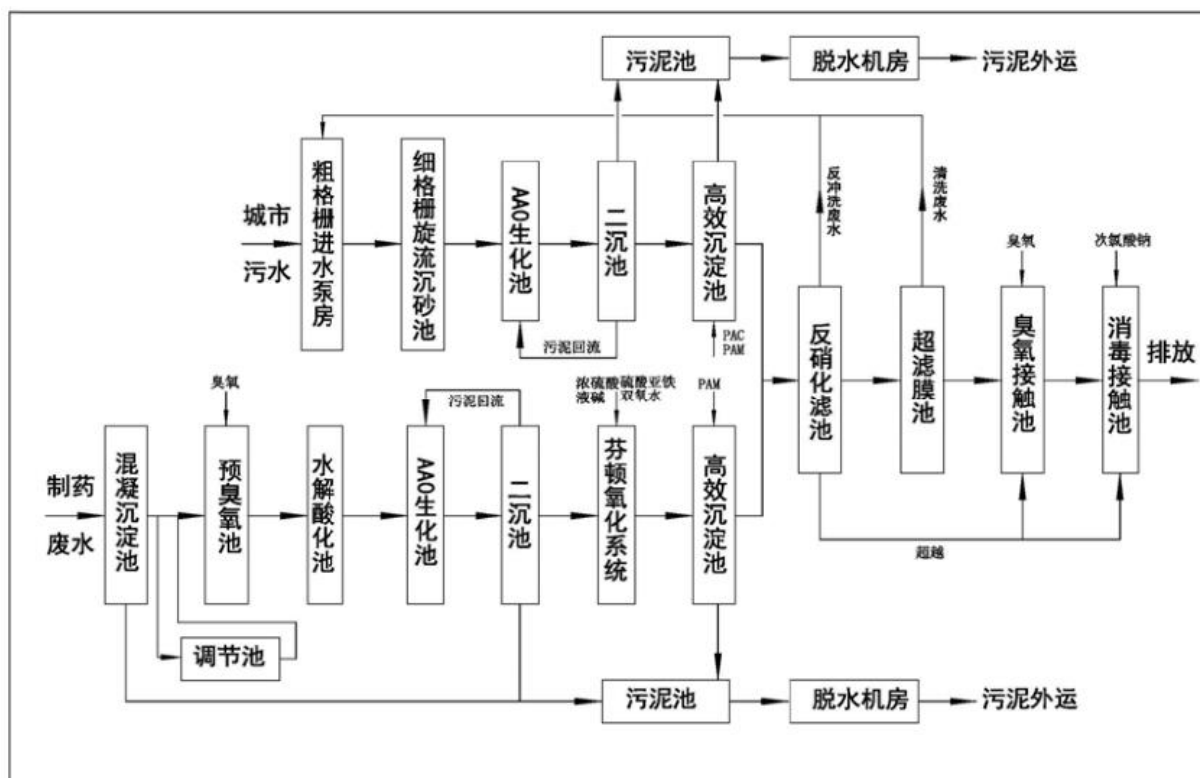 污泥池
脱水机房
污泥外运
城市
污水
粗格栅进水泵房
细格栅旋流沉砂池
AAO生化池
二沉池
污泥回流
高效沉淀池
PAC
PAM
反冲洗废水
清洗废水
臭氧
次氯酸钠
反硝化滤池
超滤膜池
臭氧接触池
消毒接触池
排放
超越
制药
废水
混凝沉淀池
调节池
臭氧
预臭氧池
水解酸化池
污泥回流
AAO生化池
二沉池
浓硫酸 硫酸亚铁
液碱 双氧水
芬顿氧化系统
PAM
高效沉淀池
污泥池
脱水机房
污泥外运